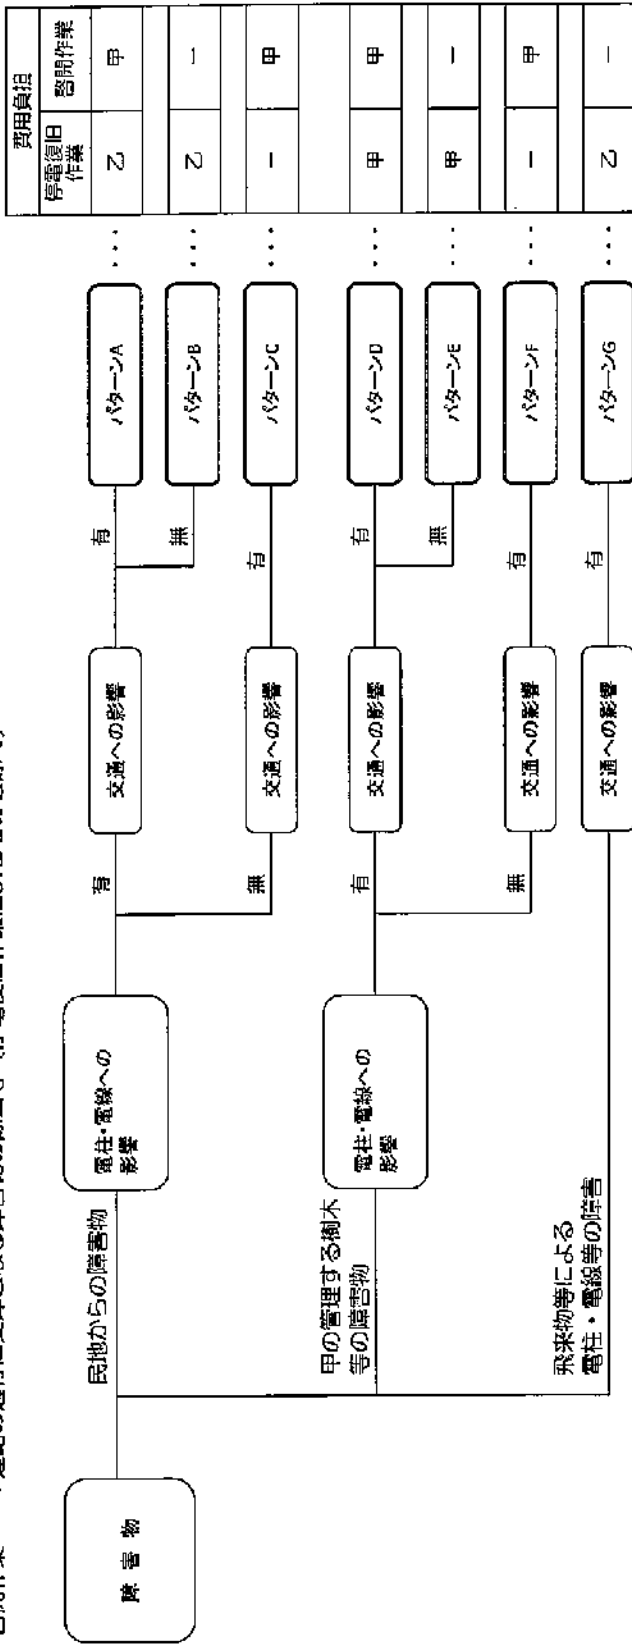 費用負担
停電復旧
作業
啓開作業
障害物
民地からの障害物
電柱・電線への
影響
有
交通への影響
有
パターンA
・・・
乙
甲
無
パターンB
・・・
乙
ー
無
交通への影響
有
パターンC
・・・
ー
甲
甲の管理する樹木
等の障害物
電柱・電線への
影響
有
交通への影響
有
パターンD
・・・
甲
甲
無
パターンE
・・・
甲
ー
無
交通への影響
有
パターンF
・・・
ー
甲
飛来物等による
電柱・電線等の障害
交通への影響
有
パターンG
・・・
乙
ー